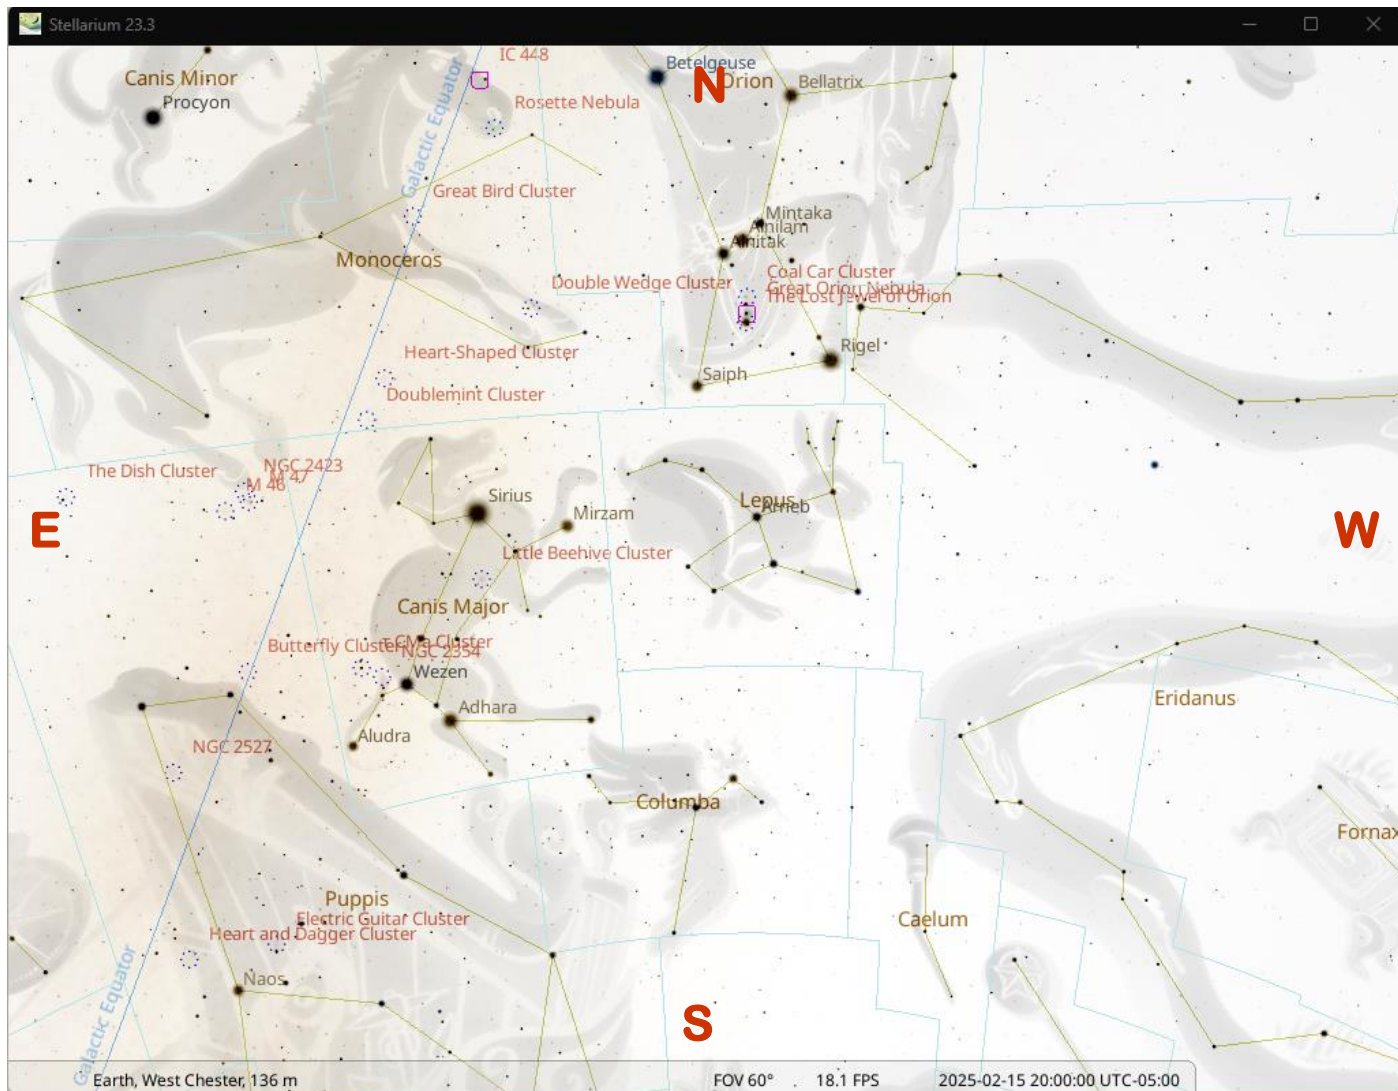 Stellarium 23.3
IC 448
Betelgeuse
Canis Minor
N
Orion
Bellatrix
Procyon
Rosette Nebula
Galactic Equator
Great Bird Cluster
Mintaka
Alnilam
Alnitak
Monoceros
Coal Car Cluster
Double Wedge Cluster
Great Orion Nebula
The Lost Jewel of Orion
Rigel
Heart-Shaped Cluster
Saiph
Doublemint Cluster
NGC 2423
The Dish Cluster
M 47
M 46
Sirius
Lepus
Arneb
Mirzam
E
W
Little Beehive Cluster
Canis Major
Butterfly Cluster
τ CMa Cluster
NGC 2354
Wezen
Eridanus
Adhara
Aludra
NGC 2527
Columba
Fornax
Puppis
Electric Guitar Cluster
Caelum
Heart and Dagger Cluster
Naos
Galactic Equator
S
Earth, West Chester, 136 m FOV 60° 18.1 FPS 2025-02-15 20:00:00 UTC-05:00